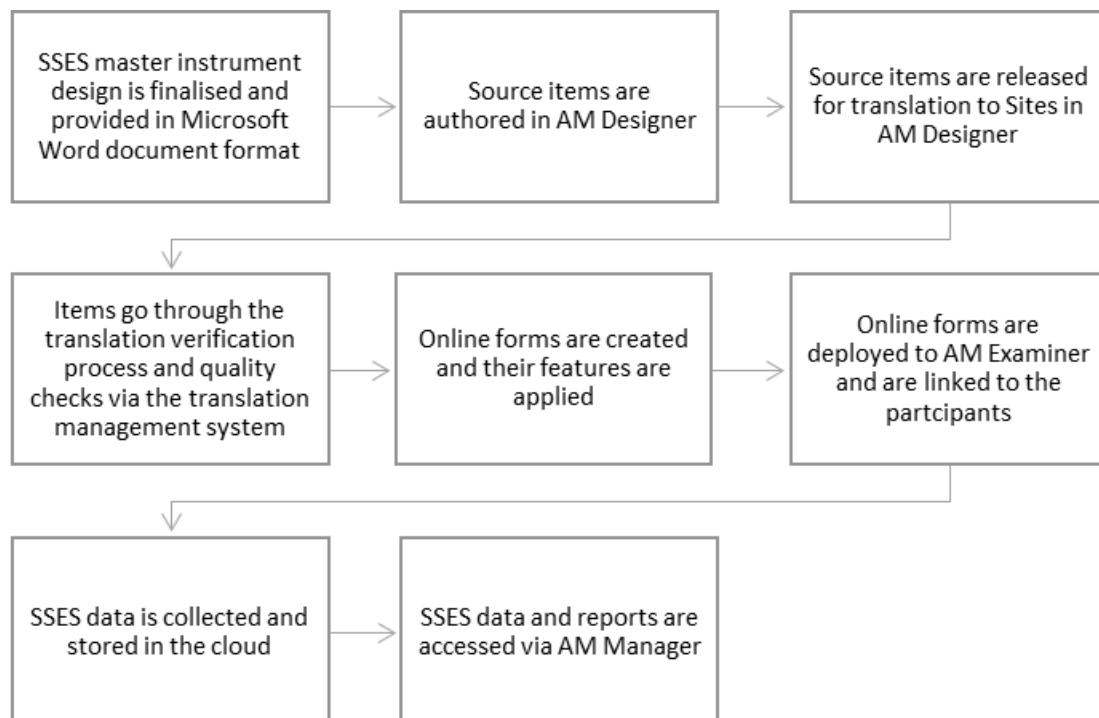 SSES master instrument
design is finalised and
provided in Microsoft
Word document format
Source items are
authored in AM Designer
Source items are released
for translation to Sites in
AM Designer
Items go through the
translation verification
process and quality
checks via the translation
management system
Online forms are created
and their features are
applied
Online forms are
deployed to AM Examiner
and are linked to the
partcipants
SSES data is collected and
stored in the cloud
SSES data and reports are
accessed via AM Manager